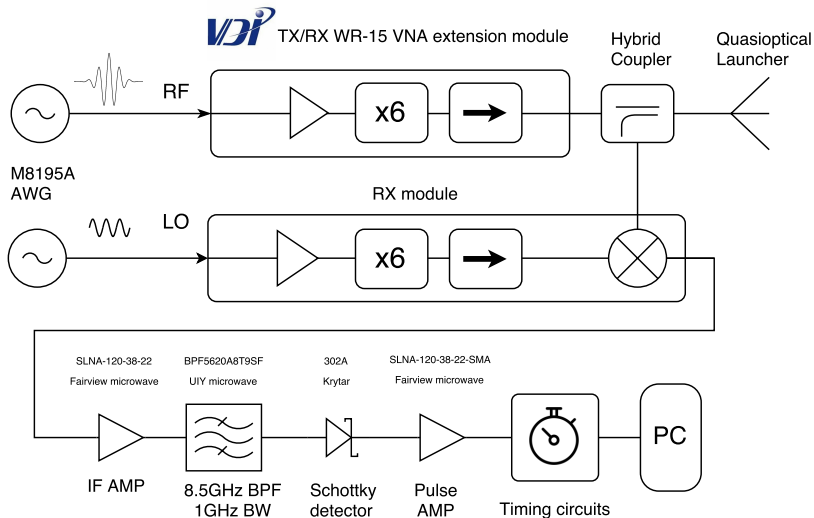 VDi
TX/RX WR-15 VNA extension module
Hybrid
Coupler
Quasioptical
Launcher
RF
x6
M8195A
AWG
RX module
LO
x6
SLNA-120-38-22
Fairview microwave
BPF5620A8T9SF
UIY microwave
302A
Krytar
SLNA-120-38-22-SMA
Fairview microwave
PC
IF AMP
8.5GHz BPF
1GHz BW
Schottky
detector
Pulse
AMP
Timing circuits